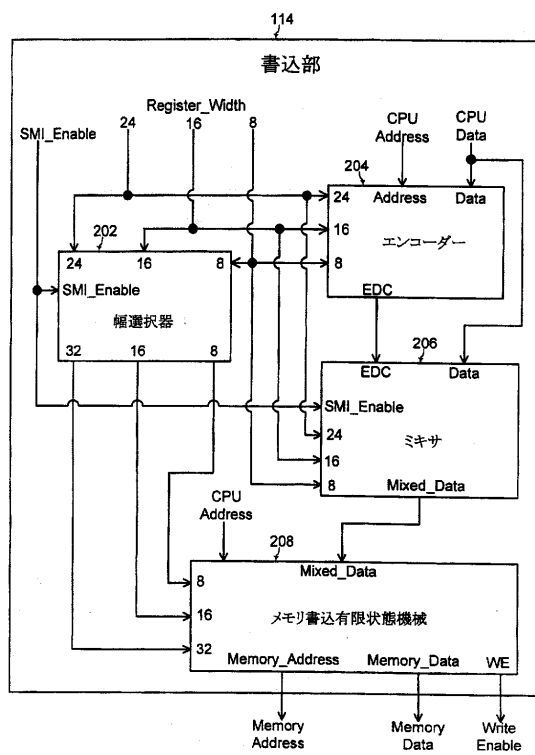 114
書込部
Register_Width
SMI_Enable
24
16
8
CPU
Address
CPU
Data
204
24
Address
Data
16
エンコーダー
8
EDC
202
24
16
8
SMI_Enable
幅選択器
32
16
8
206
EDC
Data
SMI_Enable
24
ミキサ
16
8
Mixed_Data
CPU
Address
208
Mixed_Data
8
16
メモリ書込有限状態機械
32
Memory_Address
Memory_Data
WE
Memory
Address
Memory
Data
Write
Enable